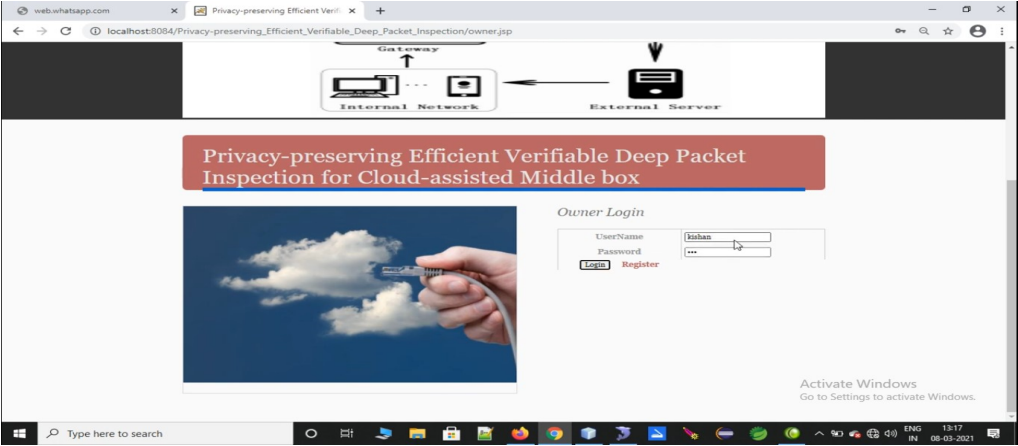 web.whatsapp.com
Privacy-preserving Efficient Verifi
localhost:8084/Privacy-preserving_Efficient_Verifiable_Deep_Packet_Inspection/owner.jsp
Gateway
Internal Network
External Server
Privacy-preserving Efficient Verifiable Deep Packet
Inspection for Cloud-assisted Middle box
Owner Login
UserName kishan
Password •••
Login Register
Activate Windows
Go to Settings to activate Windows.
Type here to search
ENG 13:17
IN 08-03-2021